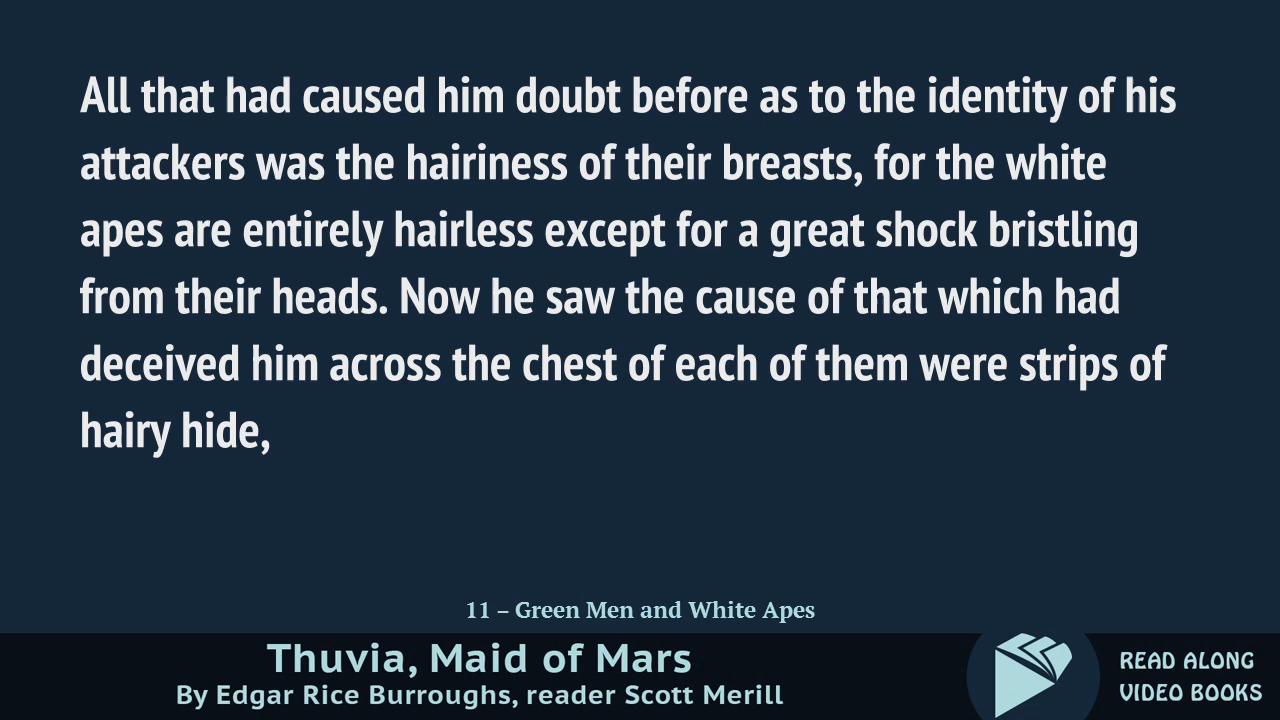 All that had caused him doubt before as to the identity of his
attackers was the hairiness of their breasts, for the white
apes are entirely hairless except for a great shock bristling
from their heads. Now he saw the cause of that which had
deceived him across the chest of each of them were strips of
hairy hide,
11 – Green Men and White Apes
Thuvia, Maid of Mars
By Edgar Rice Burroughs, reader Scott Merill
READ ALONG
VIDEO BOOKS